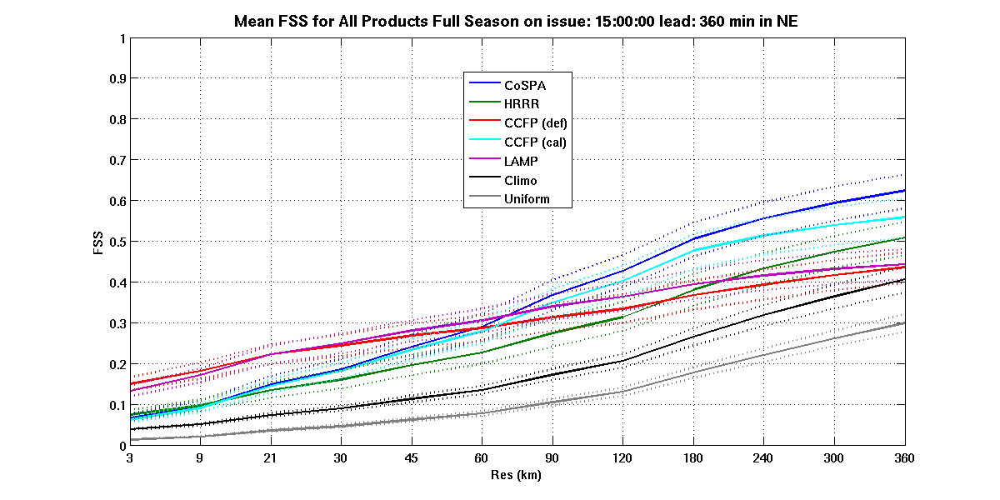 Mean FSS for All Products Full Season on issue: 15:00:00 lead: 360 min in NE
1
0.9
0.8
0.7
0.6
0.5
0.4
0.3
0.2
0.1
0
FSS
CoSPA
HRRR
CCFP (def)
CCFP (cal)
LAMP
Climo
Uniform
3 9 21 30 45 60 90 120 180 240 300 360
Res (km)